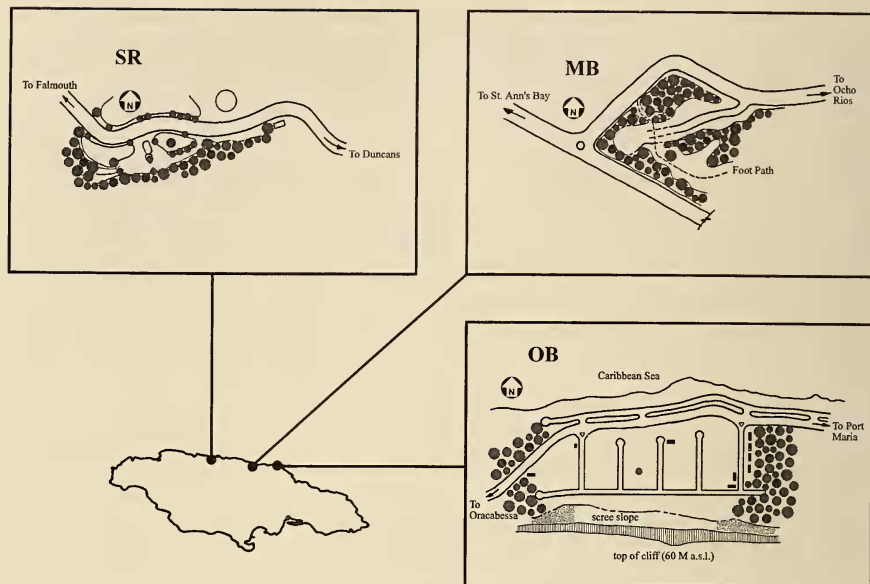 SR
To Falmouth
N
To Duncans
MB
To St. Ann's Bay
N
To
Ocho
Rios
Foot Path
OB
N
Caribbean Sea
To Port
Maria
To
Oracabessa
scree slope
top of cliff (60 M a.s.l.)